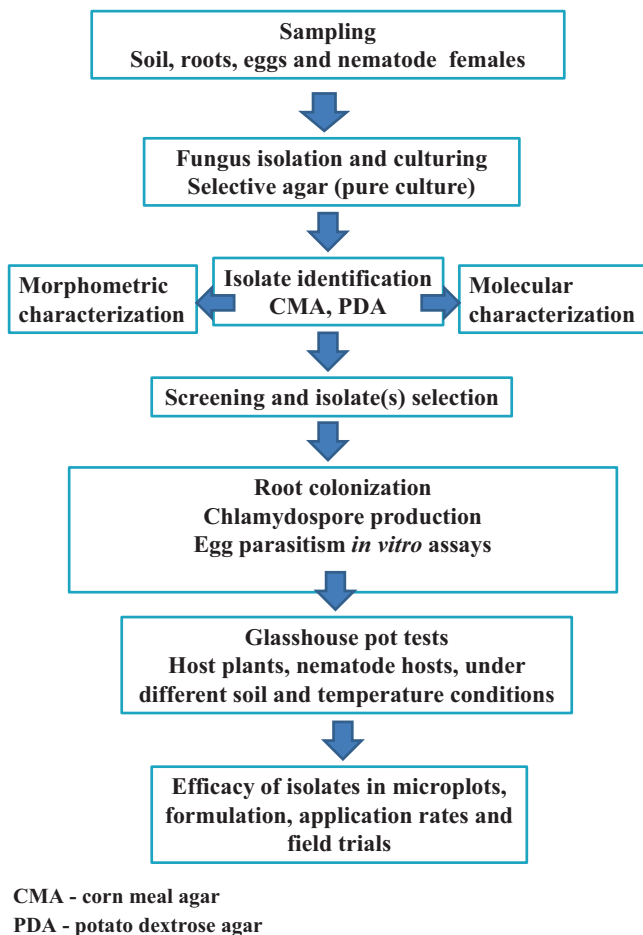 Sampling
Soil, roots, eggs and nematode females
Fungus isolation and culturing
Selective agar (pure culture)
Morphometric
characterization
Isolate identification
CMA, PDA
Molecular
characterization
Screening and isolate(s) selection
Root colonization
Chlamydospore production
Egg parasitism in vitro assays
Glasshouse pot tests
Host plants, nematode hosts, under
different soil and temperature conditions
Efficacy of isolates in microplots,
formulation, application rates and
field trials
CMA - corn meal agar
PDA - potato dextrose agar